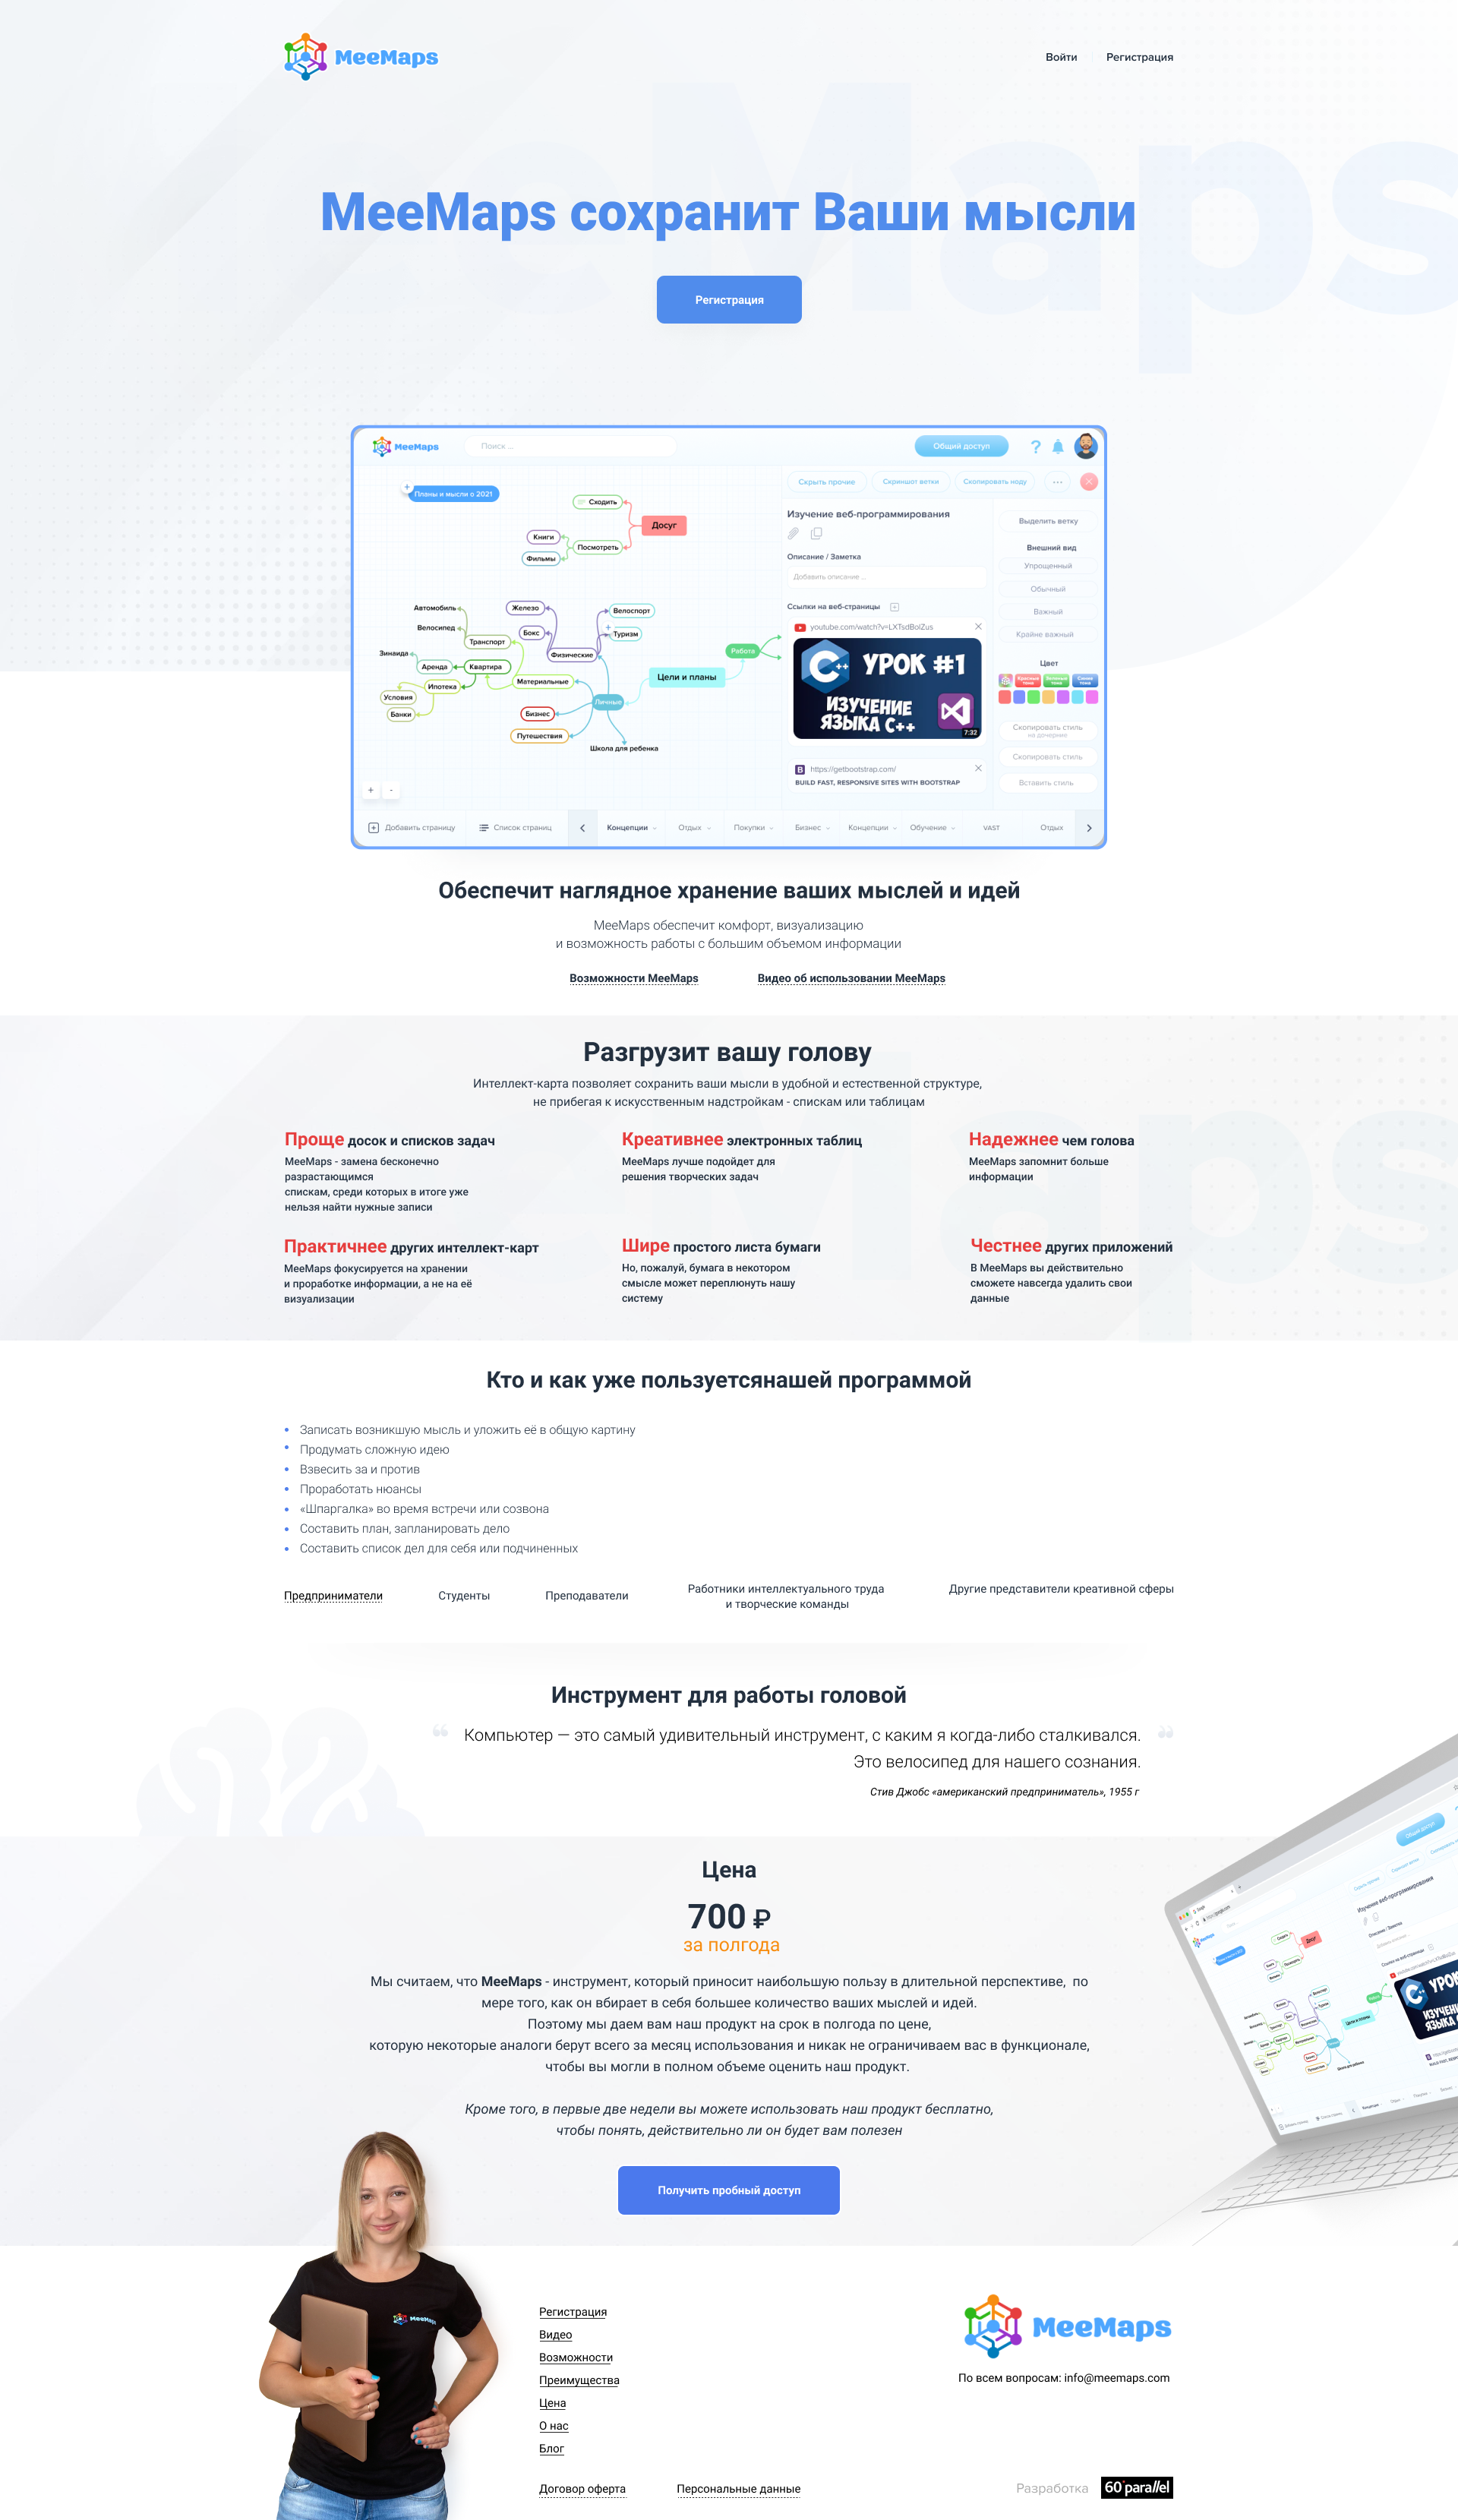 MeeMaps
Войти
Регистрация
MeeMaps сохранит Ваши мысли
Регистрация
MeeMaps
Поиск ...
Общий доступ
Планы и мысли о 2021
Сходить
Досуг
Книги
Посмотреть
Фильмы
Автомобиль
Железо
Велоспорт
Велосипед
Бокс
Туризм
Транспорт
Зинаида
Физические
Работа
Аренда
Квартира
Цели и планы
Ипотека
Материальные
Условия
Личные
Банки
Бизнес
Путешествия
Школа для ребенка
+
-
Скрыть прочие
Скриншот ветки
Скопировать ноду
Изучение веб-программирования
Описание / Заметка
Добавить описание ...
Ссылки на веб-страницы
youtube.com/watch?v=LXTsdBolZus
C++
УРОК #1
ИЗУЧЕНИЕ
ЯЗЫКА C++
7:32
https://getbootstrap.com/
BUILD FAST, RESPONSIVE SITES WITH BOOTSTRAP
Выделить ветку
Внешний вид
Упрощенный
Обычный
Важный
Крайне важный
Цвет
Красные тона
Зеленые тона
Синие тона
Скопировать стиль
на дочерние
Скопировать стиль
Вставить стиль
Добавить страницу
Список страниц
Концепции
Отдых
Покупки
Бизнес
Концепции
Обучение
VAST
Отдых
Обеспечит наглядное хранение ваших мыслей и идей
MeeMaps обеспечит комфорт, визуализацию
и возможность работы с большим объемом информации
Возможности MeeMaps
Видео об использовании MeeMaps
Разгрузит вашу голову
Интеллект-карта позволяет сохранить ваши мысли в удобной и естественной структуре,
не прибегая к искусственным надстройкам - спискам или таблицам
Проще досок и списков задач
MeeMaps - замена бесконечно
разрастающимся
спискам, среди которых в итоге уже
нельзя найти нужные записи
Креативнее электронных таблиц
MeeMaps лучше подойдет для
решения творческих задач
Надежнее чем голова
MeeMaps запомнит больше
информации
Практичнее других интеллект-карт
MeeMaps фокусируется на хранении
и проработке информации, а не на её
визуализации
Шире простого листа бумаги
Но, пожалуй, бумага в некотором
смысле может переплюнуть нашу
систему
Честнее других приложений
В MeeMaps вы действительно
сможете навсегда удалить свои
данные
Кто и как уже пользуетсянашей программой
Записать возникшую мысль и уложить её в общую картину
Продумать сложную идею
Взвесить за и против
Проработать нюансы
«Шпаргалка» во время встречи или созвона
Составить план, запланировать дело
Составить список дел для себя или подчиненных
Предприниматели
Студенты
Преподаватели
Работники интеллектуального труда
и творческие команды
Другие представители креативной сферы
Инструмент для работы головой
Компьютер — это самый удивительный инструмент, с каким я когда-либо сталкивался.
Это велосипед для нашего сознания.
Стив Джобс «американский предприниматель», 1955 г
Цена
700 ₽
за полгода
Мы считаем, что MeeMaps - инструмент, который приносит наибольшую пользу в длительной перспективе, по
мере того, как он вбирает в себя большее количество ваших мыслей и идей.
Поэтому мы даем вам наш продукт на срок в полгода по цене,
которую некоторые аналоги берут всего за месяц использования и никак не ограничиваем вас в функционале,
чтобы вы могли в полном объеме оценить наш продукт.
Кроме того, в первые две недели вы можете использовать наш продукт бесплатно,
чтобы понять, действительно ли он будет вам полезен
Получить пробный доступ
MeeMaps
Регистрация
Видео
Возможности
Преимущества
Цена
О нас
Блог
Договор оферта
Персональные данные
MeeMaps
По всем вопросам: info@meemaps.com
Разработка
60 parallel